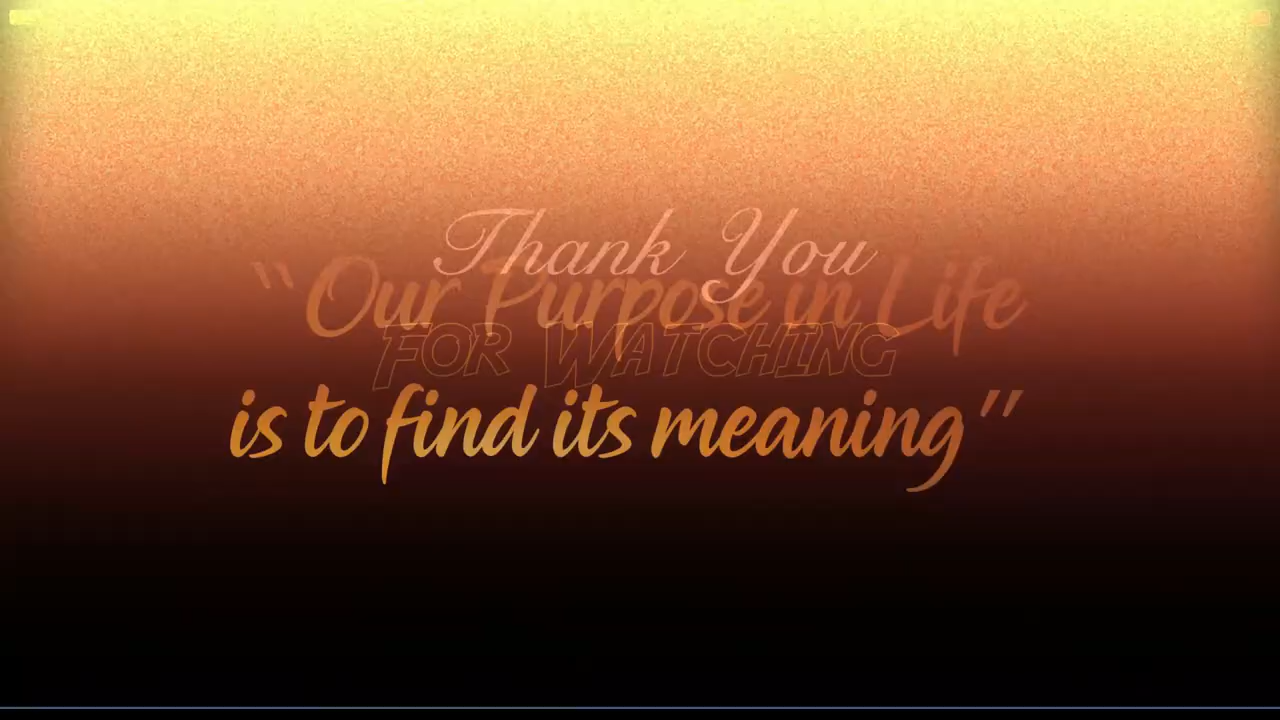 Thank You
“Our Purpose in Life
FOR WATCHING
is to find its meaning”